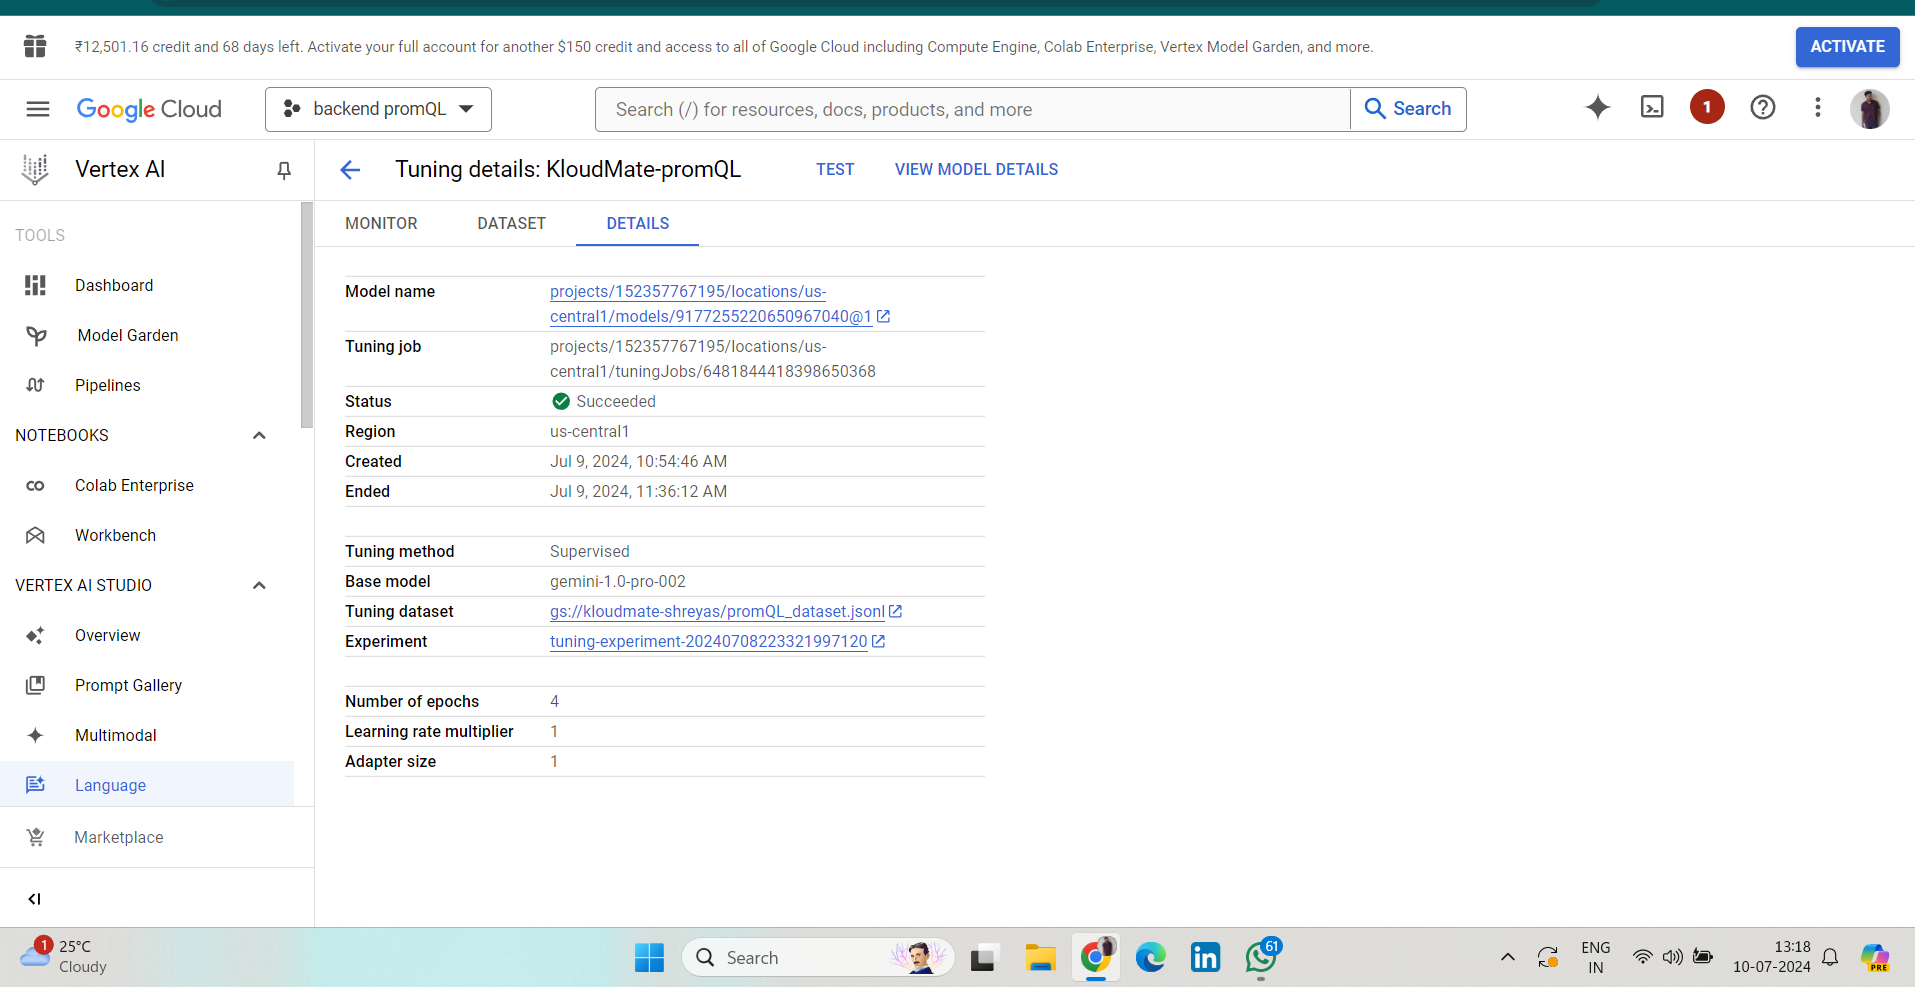 ₹12,501.16 credit and 68 days left. Activate your full account for another $150 credit and access to all of Google Cloud including Compute Engine, Colab Enterprise, Vertex Model Garden, and more.
ACTIVATE
Google Cloud
backend promQL
Search (/) for resources, docs, products, and more
Search
1
Vertex AI
Tuning details: KloudMate-promQL
TEST
VIEW MODEL DETAILS
MONITOR
DATASET
DETAILS
TOOLS
Dashboard
Model Garden
Pipelines
NOTEBOOKS
Colab Enterprise
Workbench
VERTEX AI STUDIO
Overview
Prompt Gallery
Multimodal
Language
Marketplace
Model name
projects/152357767195/locations/us-
central1/models/9177255220650967040@1
Tuning job
projects/152357767195/locations/us-
central1/tuningJobs/6481844418398650368
Status
Succeeded
Region
us-central1
Created
Jul 9, 2024, 10:54:46 AM
Ended
Jul 9, 2024, 11:36:12 AM
Tuning method
Supervised
Base model
gemini-1.0-pro-002
Tuning dataset
gs://kloudmate-shreyas/promQL_dataset.jsonl
Experiment
tuning-experiment-20240708223321997120
Number of epochs
4
Learning rate multiplier
1
Adapter size
1
1
25°C
Cloudy
Search
61
ENG
IN
13:18
10-07-2024
PRE